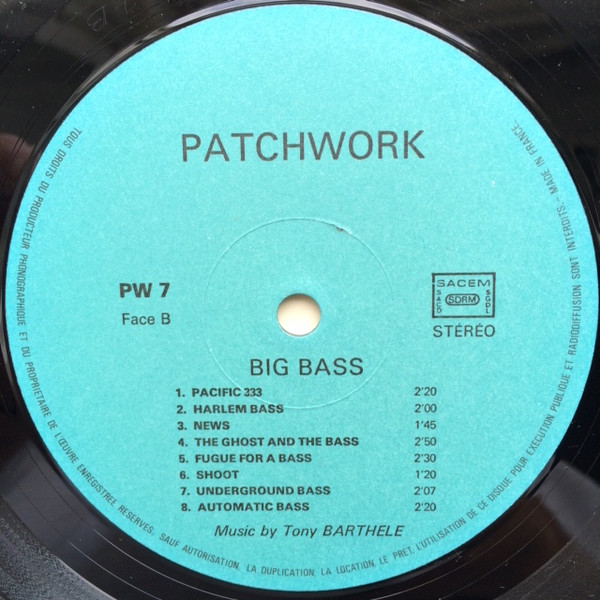 PATCHWORK
PW 7
Face B
SACEM
SACD
SDRM
SGDL
STÉRÉO
BIG BASS
1. PACIFIC 333 2'20
2. HARLEM BASS 2'00
3. NEWS 1'45
4. THE GHOST AND THE BASS 2'50
5. FUGUE FOR A BASS 2'30
6. SHOOT 1'20
7. UNDERGROUND BASS 2'07
8. AUTOMATIC BASS 2'20
Music by Tony BARTHELE
TOUS DROITS DU PRODUCTEUR PHONOGRAPHIQUE ET DU PROPRIETAIRE DE L'ŒUVRE ENREGISTREE RESERVES. SAUF AUTORISATION, LA DUPLICATION, LA LOCATION, LE PRET, L'UTILISATION DE CE DISQUE POUR EXECUTION PUBLIQUE ET RADIODIFFUSION SONT INTERDITS. - MADE IN FRANCE.